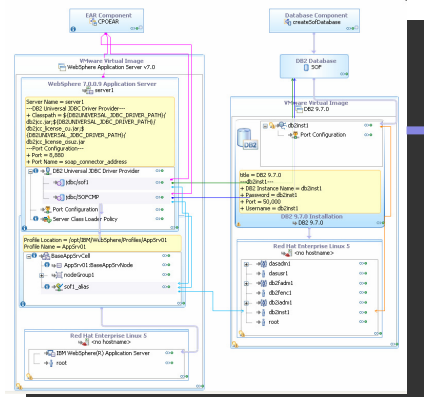 EAR Component
CPOEAR
Database Component
createSofDatabase
VMware Virtual Image
WebSphere Application Server v7.0
DB2 Database
SOF
WebSphere 7.0.0.9 Application Server
server1
Server Name = server1
---DB2 Universal JDBC Driver Provider---
+ Classpath = ${DB2UNIVERSAL_JDBC_DRIVER_PATH}/
db2jcc.jar;${DB2UNIVERSAL_JDBC_DRIVER_PATH}/
db2jcc_license_cu.jar;$
{DB2UNIVERSAL_JDBC_DRIVER_PATH}/
db2jcc_license_cisuz.jar
---Port Configuration---
+ Port = 8,880
+ Port Name = soap_connector_address
DB2 Universal JDBC Driver Provider
jdbc/sof1
jdbc/SOFCMP
Port Configuration
Server Class Loader Policy
Profile Location = /opt/IBM/WebSphere/Profiles/AppSrv01
Profile Name = AppSrv01
BaseAppSrvCell
AppSrv01:BaseAppSrvNode
nodeGroup1
sof1_alias
Red Hat Enterprise Linux 5
<no hostname>
IBM WebSphere(R) Application Server
root
VMware Virtual Image
db2inst1
Port Configuration
DB2
title = DB2 9.7.0
---db2inst1---
+ DB2 Instance Name = db2inst1
+ Password = db2inst1
+ Port = 50,000
+ Username = db2inst1
DB2 9.7.0 Installation
DB2 9.7.0
Red Hat Enterprise Linux 5
<no hostname>
dasadm1
dasusr1
db2fadm1
db2fenc1
db2iadm1
db2inst1
root